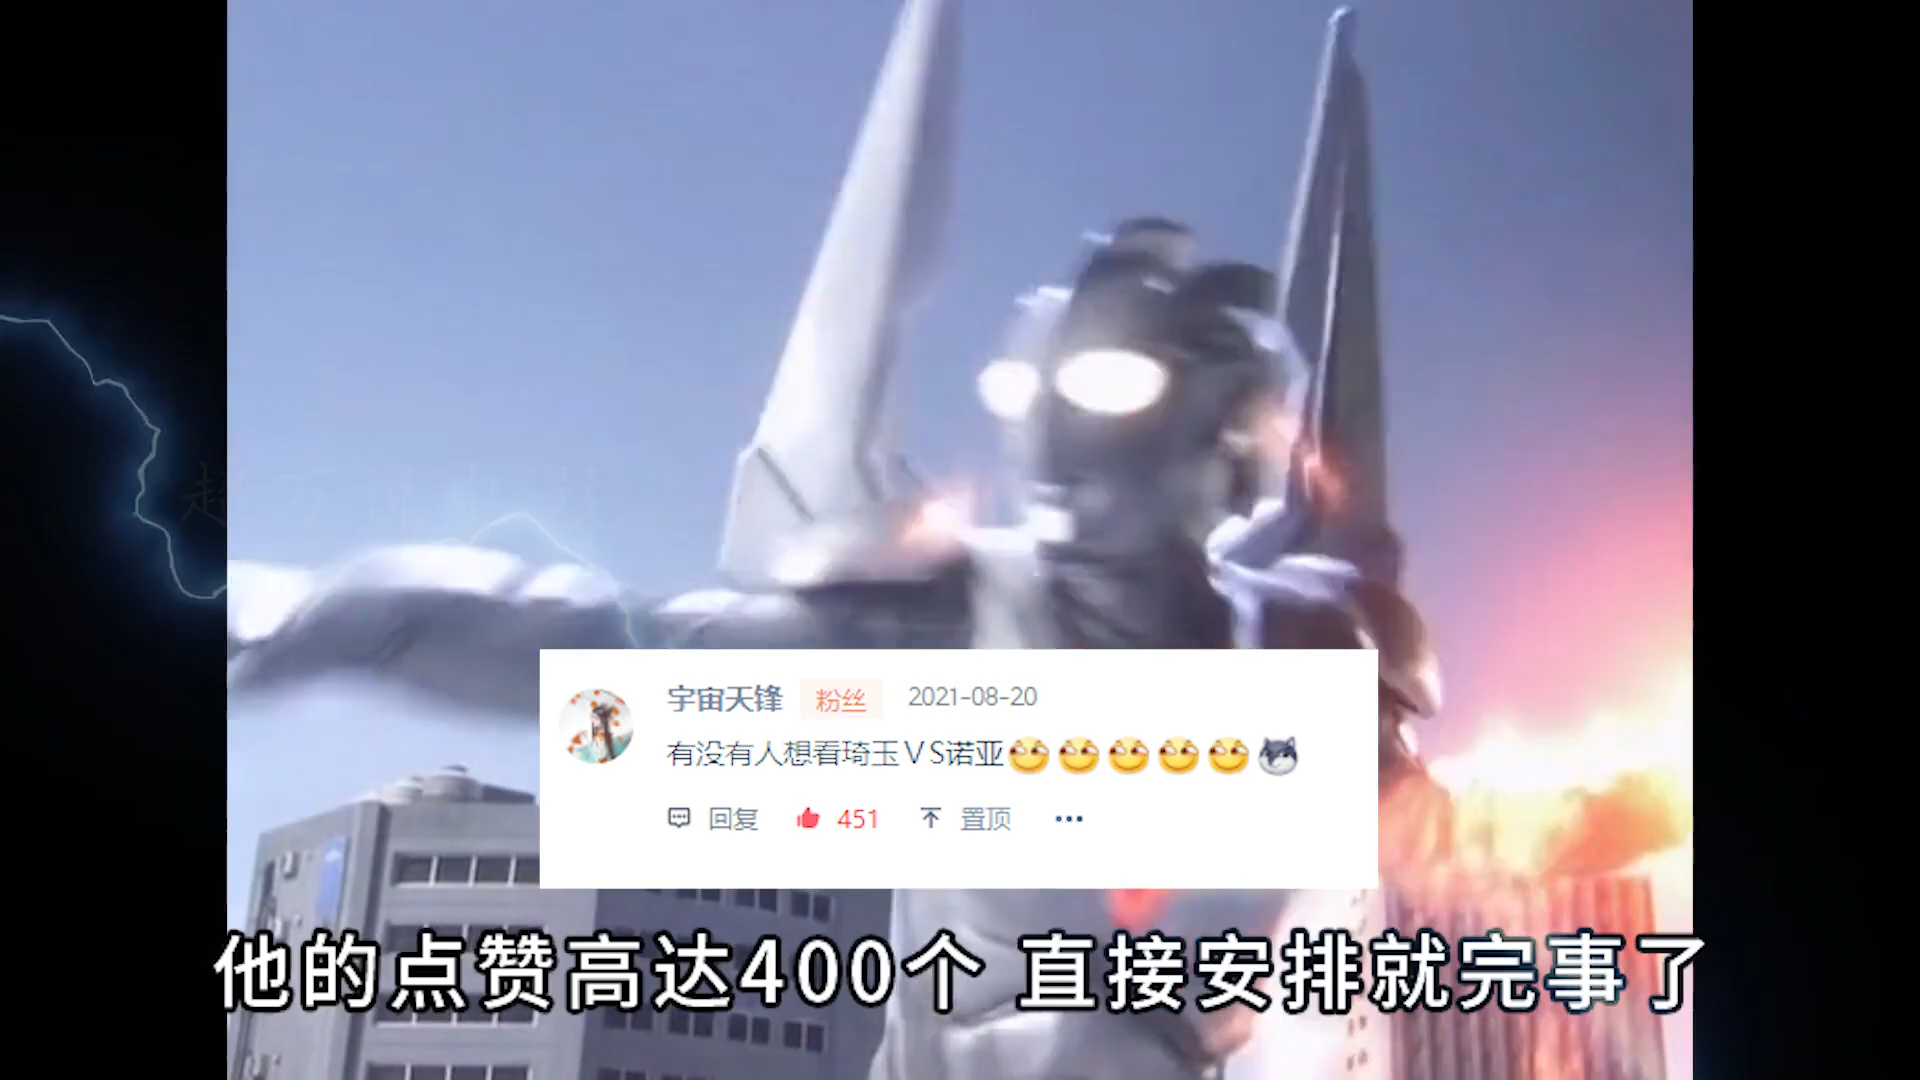 宇宙天锋 粉丝 2021-08-20
有没有人想看琦玉VS诺亚
回复 451 置顶
他的点赞高达400个 直接安排就完事了